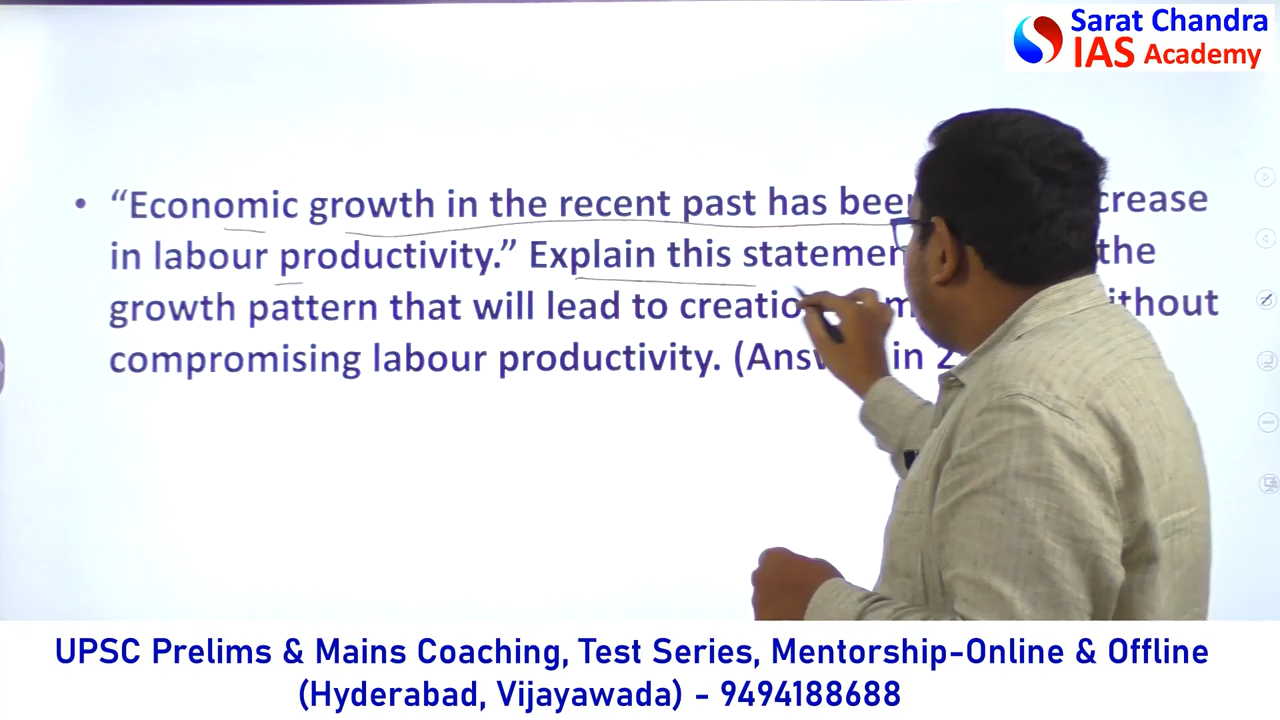 Sarat Chandra
IAS Academy
• “Economic growth in the recent past has been crease
in labour productivity.” Explain this statemen the
growth pattern that will lead to creatio ithout
compromising labour productivity. (Answ in 2
UPSC Prelims & Mains Coaching, Test Series, Mentorship-Online & Offline
(Hyderabad, Vijayawada) - 9494188688